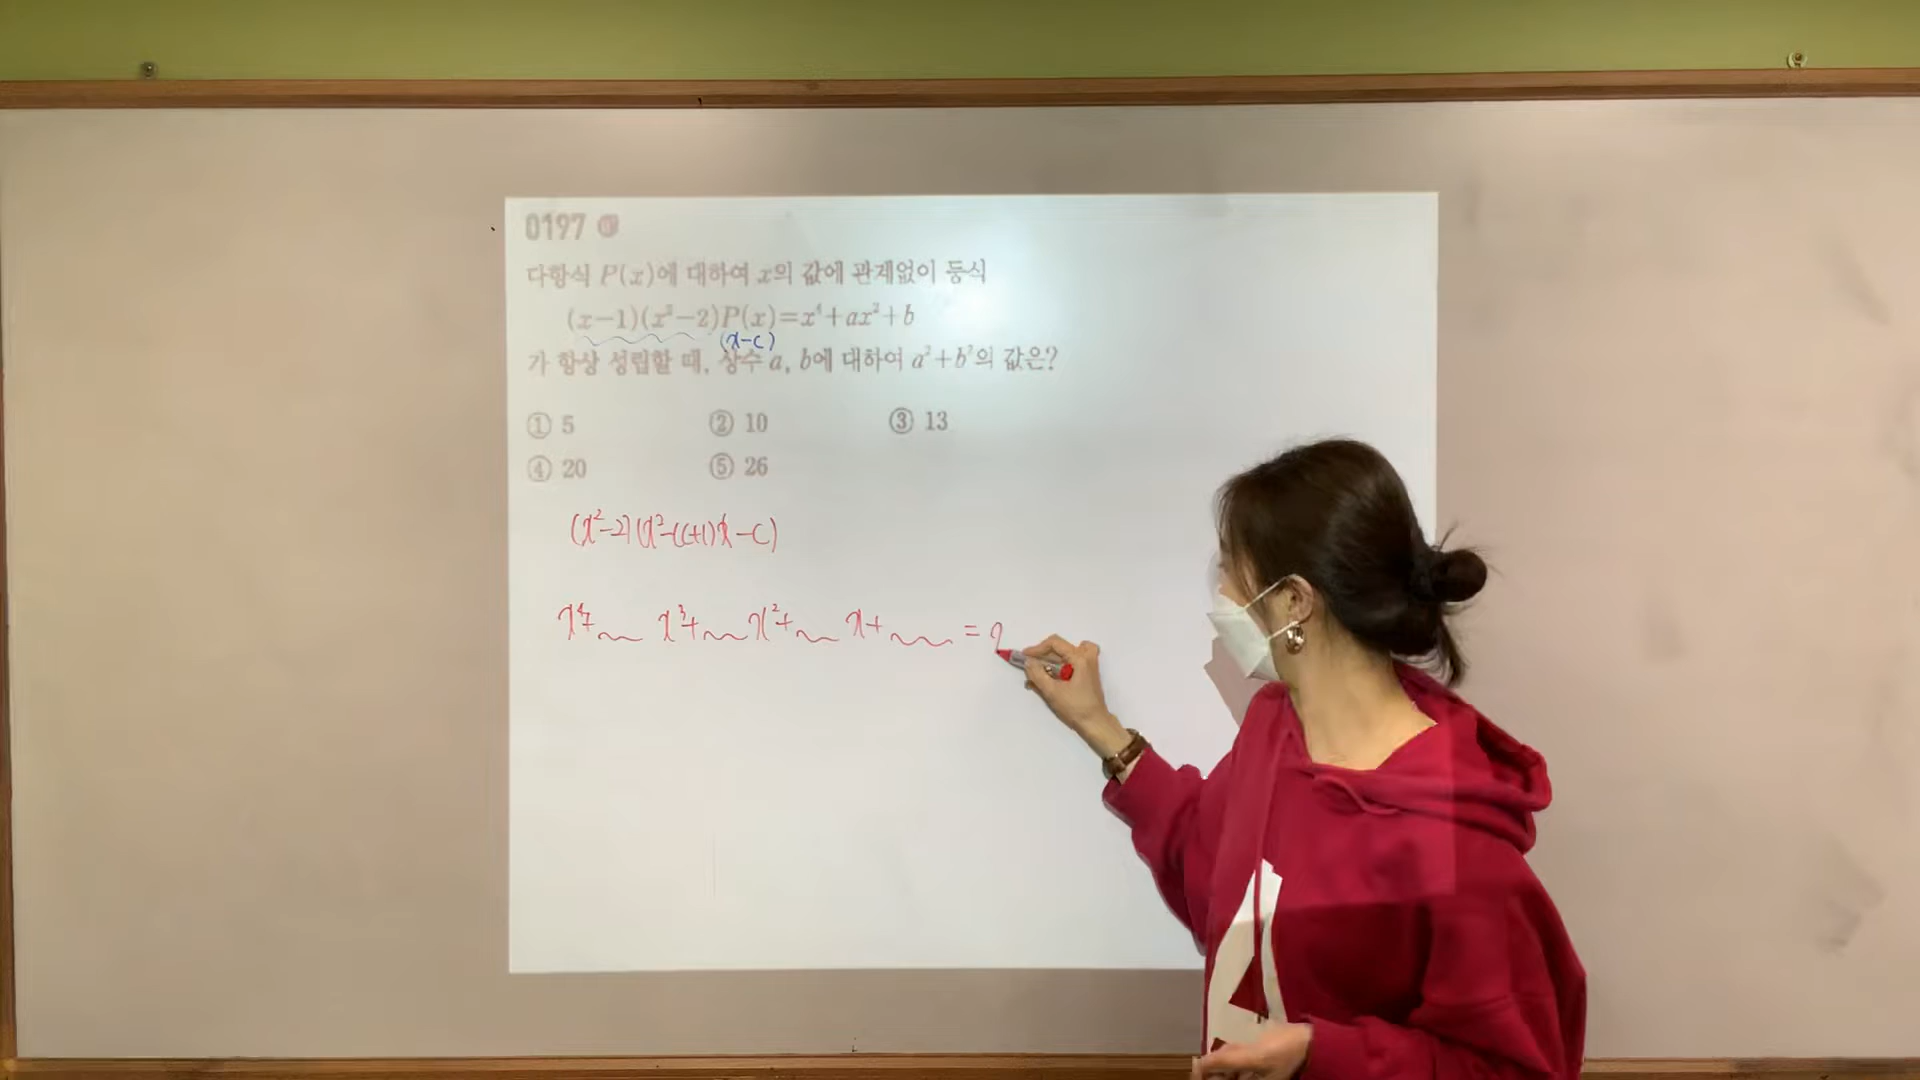 0197
다항식 P(x)에 대하여 x의 값에 관계없이 등식
(x-1)(x²-2)P(x)=x⁴+ax²+b
(x-c)
가 항상 성립할 때, 상수 a, b에 대하여 a²+b²의 값은?
① 5 ② 10 ③ 13
④ 20 ⑤ 26
(x²-2)(x²-(c+1)x-c)
x⁴+ x³+ x²+ x+ =